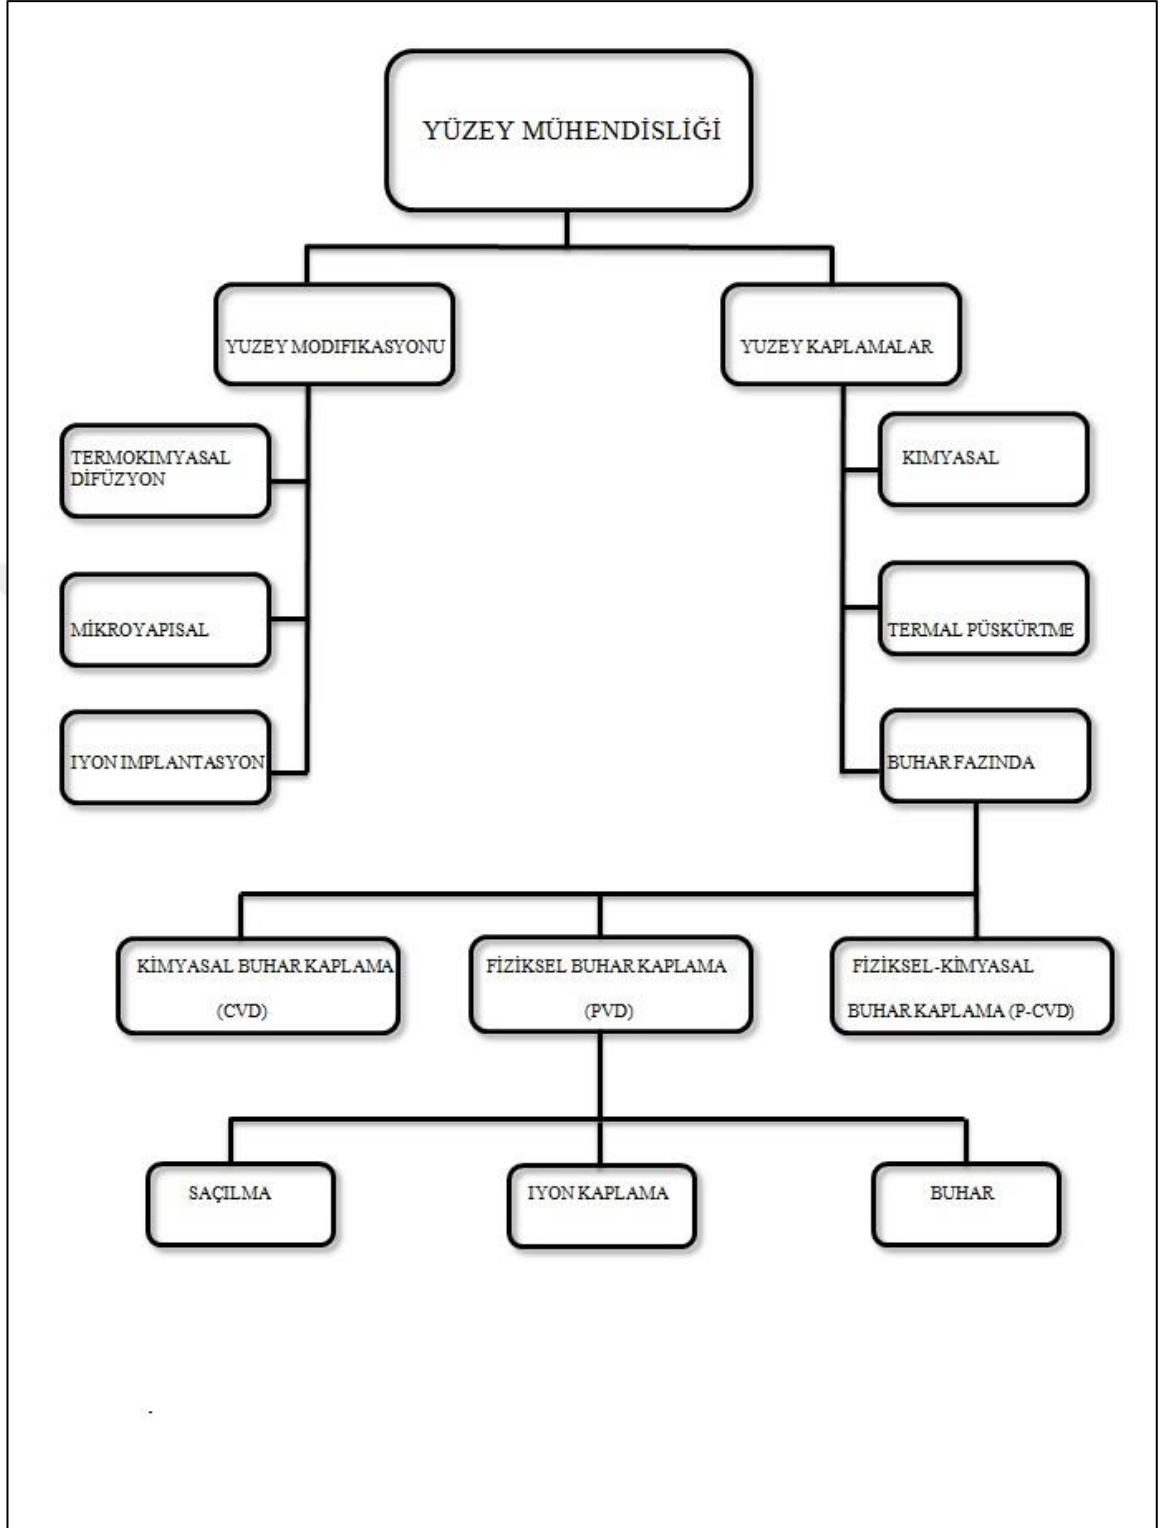 YÜZEY MÜHENDİSLİĞİ
YUZEY MODIFIKASYONU
YUZEY KAPLAMALAR
TERMOKIMYASAL
DİFÜZYON
MİKROYAPISAL
IYON IMPLANTASYON
KIMYASAL
TERMAL PÜSKÜRTME
BUHAR FAZINDA
KİMYASAL BUHAR KAPLAMA
(CVD)
FİZİKSEL BUHAR KAPLAMA
(PVD)
FİZİKSEL-KİMYASAL
BUHAR KAPLAMA (P-CVD)
SAÇILMA
IYON KAPLAMA
BUHAR